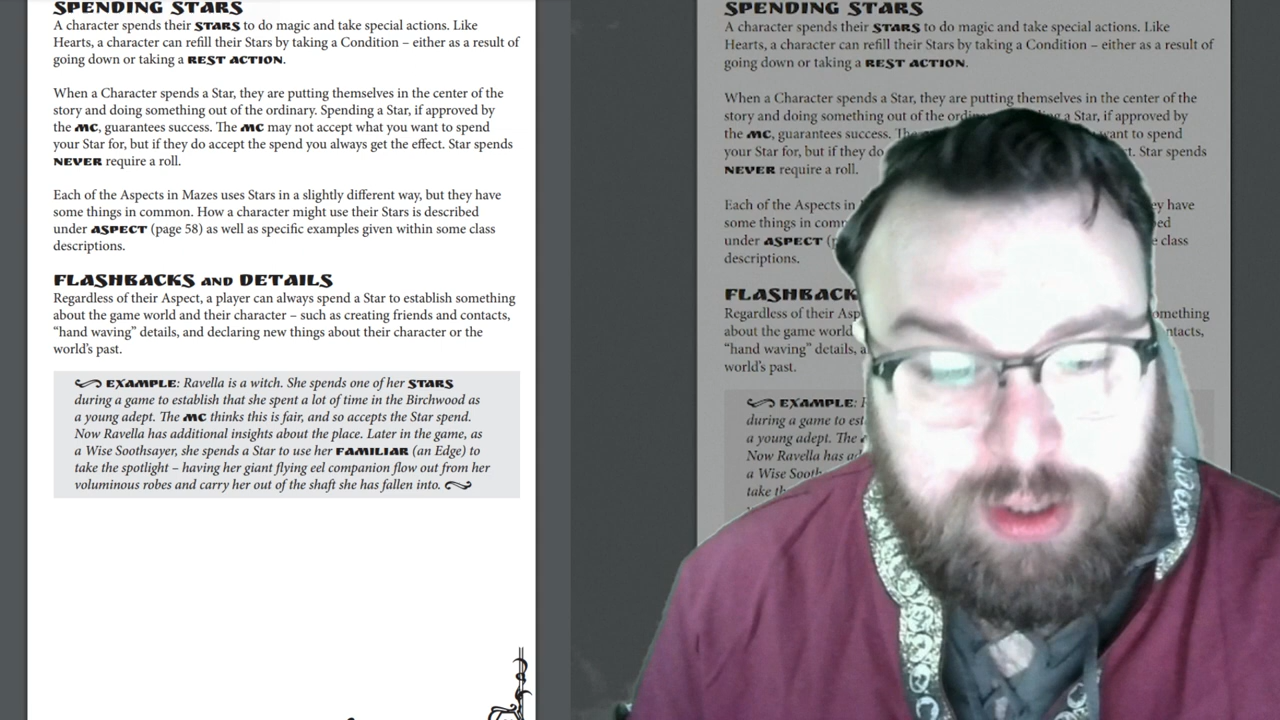 SPENDING STARS
A character spends their STARS to do magic and take special actions. Like
Hearts, a character can refill their Stars by taking a Condition – either as a result of
going down or taking a REST ACTION.
When a Character spends a Star, they are putting themselves in the center of the
story and doing something out of the ordinary. Spending a Star, if approved by
the MC, guarantees success. The MC may not accept what you want to spend
your Star for, but if they do accept the spend you always get the effect. Star spends
NEVER require a roll.
Each of the Aspects in Mazes uses Stars in a slightly different way, but they have
some things in common. How a character might use their Stars is described
under ASPECT (page 58) as well as specific examples given within some class
descriptions.
FLASHBACKS AND DETAILS
Regardless of their Aspect, a player can always spend a Star to establish something
about the game world and their character – such as creating friends and contacts,
“hand waving” details, and declaring new things about their character or the
world’s past.
EXAMPLE: Ravella is a witch. She spends one of her STARS
during a game to establish that she spent a lot of time in the Birchwood as
a young adept. The MC thinks this is fair, and so accepts the Star spend.
Now Ravella has additional insights about the place. Later in the game, as
a Wise Soothsayer, she spends a Star to use her FAMILIAR (an Edge) to
take the spotlight – having her giant flying eel companion flow out from her
voluminous robes and carry her out of the shaft she has fallen into.
SPENDING STARS
A character spends their STARS to do magic and take special actions. Like
Hearts, a character can refill their Stars by taking a Condition – either as a result of
going down or taking a REST ACTION.
When a Character spends a Star, they are putting themselves in the center of the
story and doing something out of the a Star, if approved by
the MC, guarantees success. The want to spend
your Star for, but if they do Star spends
NEVER require a roll.
Each of the Aspects in they have
some things in
under ASPECT class
descriptions.
Regardless of their
about the game world
“hand waving” details,
world’s past.
EXAMPLE:
during a game to
a young adept. The
Now Ravella has
a Wise
take